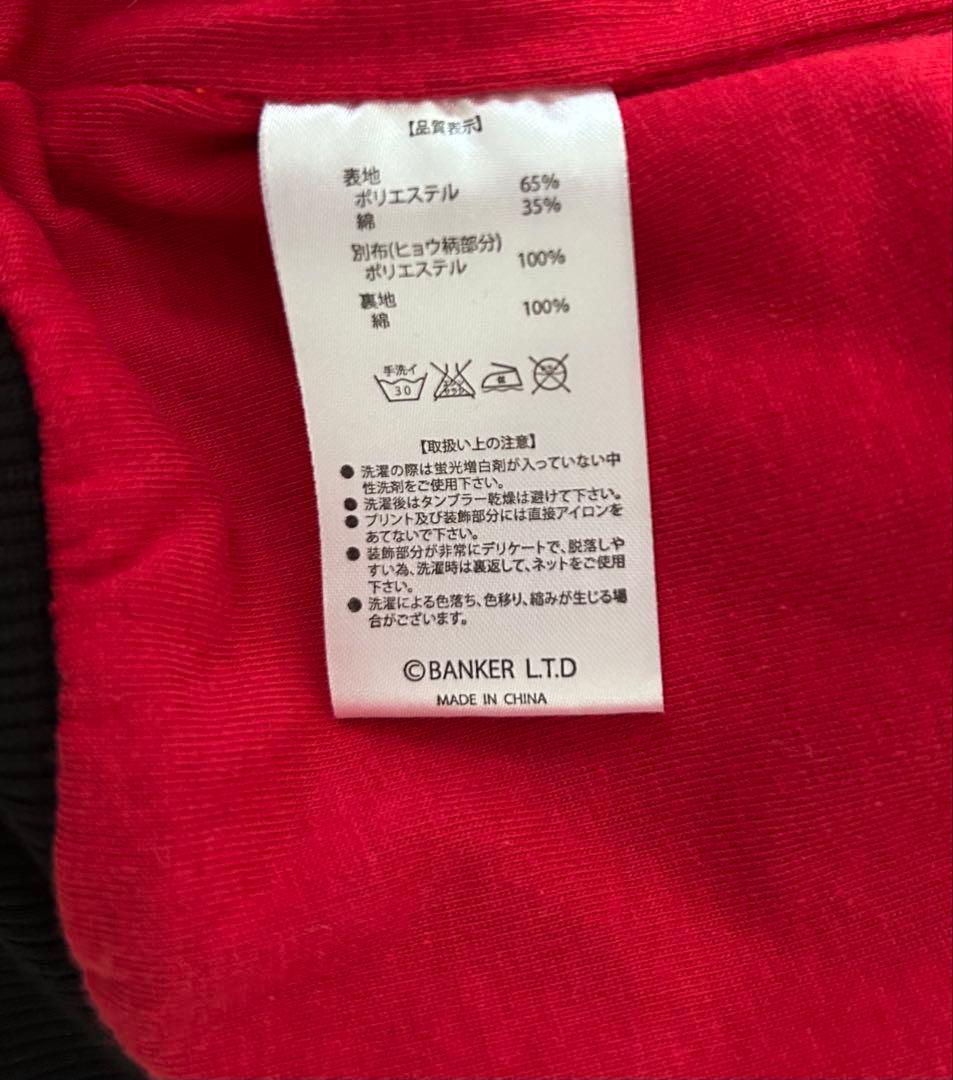 【品質表示】
表地
ポリエステル 65%
綿 35%
別布(ヒョウ柄部分)
ポリエステル 100%
裏地
綿 100%
手洗イ
30
【取扱い上の注意】
● 洗濯の際は蛍光増白剤が入っていない中
性洗剤をご使用下さい。
● 洗濯後はタンブラー乾燥は避けて下さい。
● プリント及び装飾部分には直接アイロンを
あてないで下さい。
● 装飾部分が非常にデリケートで、脱落しや
すい為、洗濯時は裏返して、ネットをご使用
下さい。
● 洗濯による色落ち、色移り、縮みが生じる場
合がございます。
©BANKER L.T.D
MADE IN CHINA